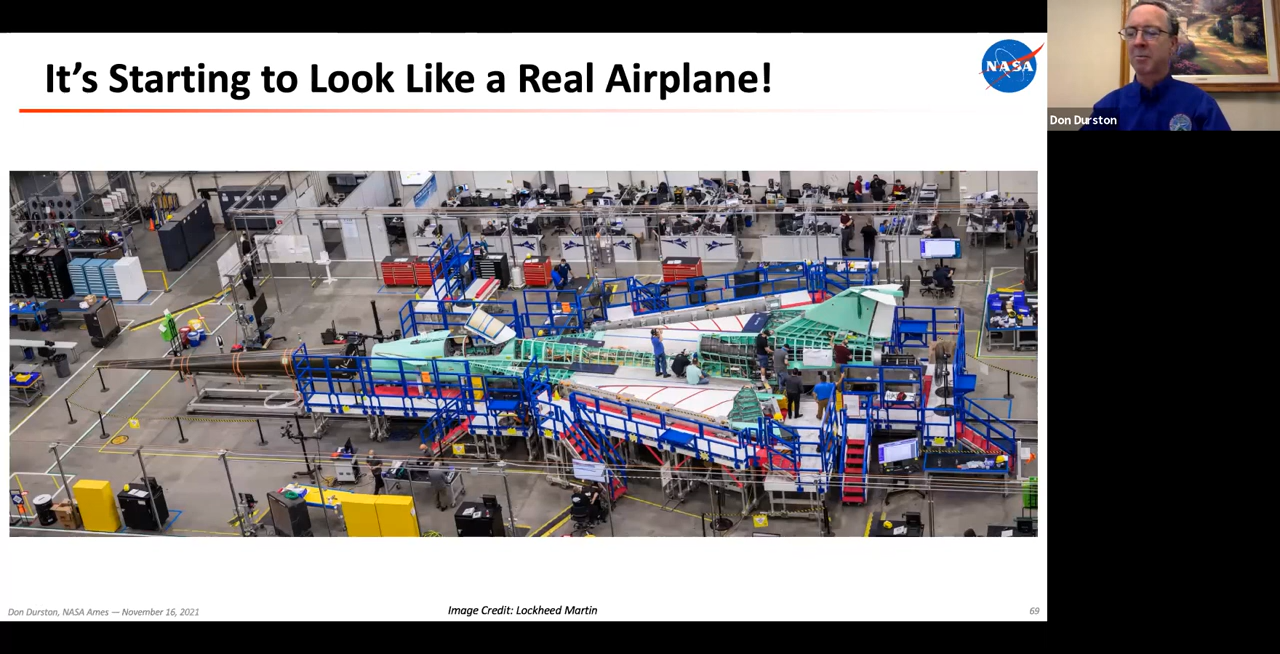 It's Starting to Look Like a Real Airplane!
NASA
Don Durston
Don Durston, NASA Ames — November 16, 2021
Image Credit: Lockheed Martin
69